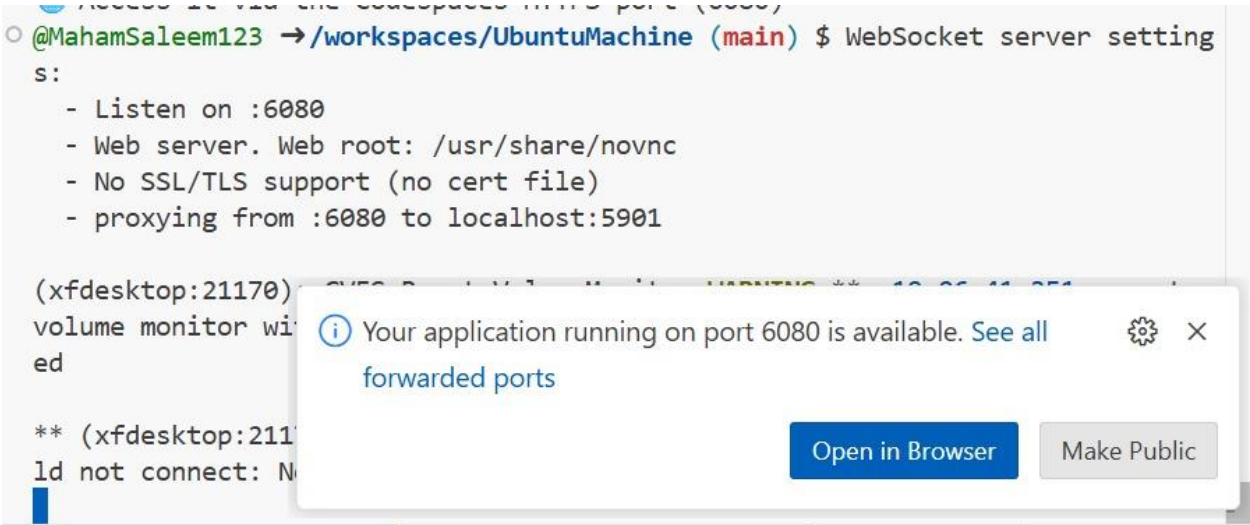 @MahamSaleem123 →/workspaces/UbuntuMachine (main) $ WebSocket server setting
s:
- Listen on :6080
- Web server. Web root: /usr/share/novnc
- No SSL/TLS support (no cert file)
- proxying from :6080 to localhost:5901
(xfdesktop:21170)
volume monitor
ed
** (xfdesktop:
ld not connect:
Your application running on port 6080 is available. See all
forwarded ports
Open in Browser
Make Public